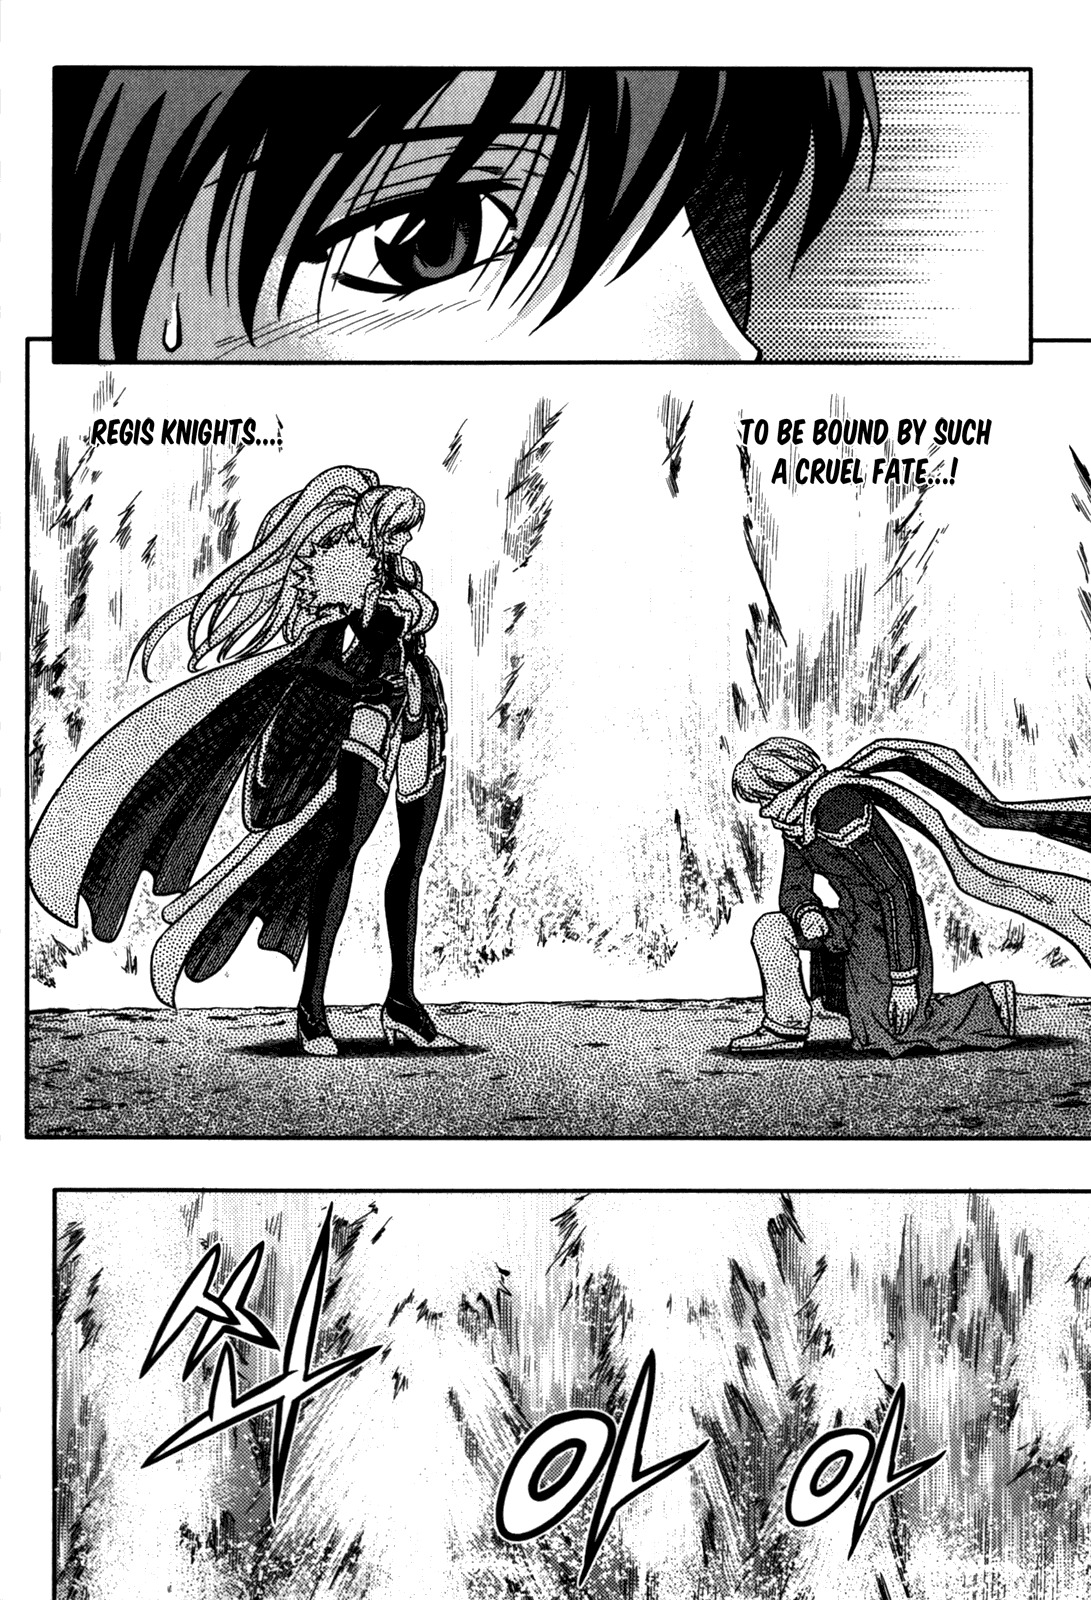 REGIS KNIGHTS...
TO BE BOUND BY SUCH
A CRUEL FATE...!
쏴아아